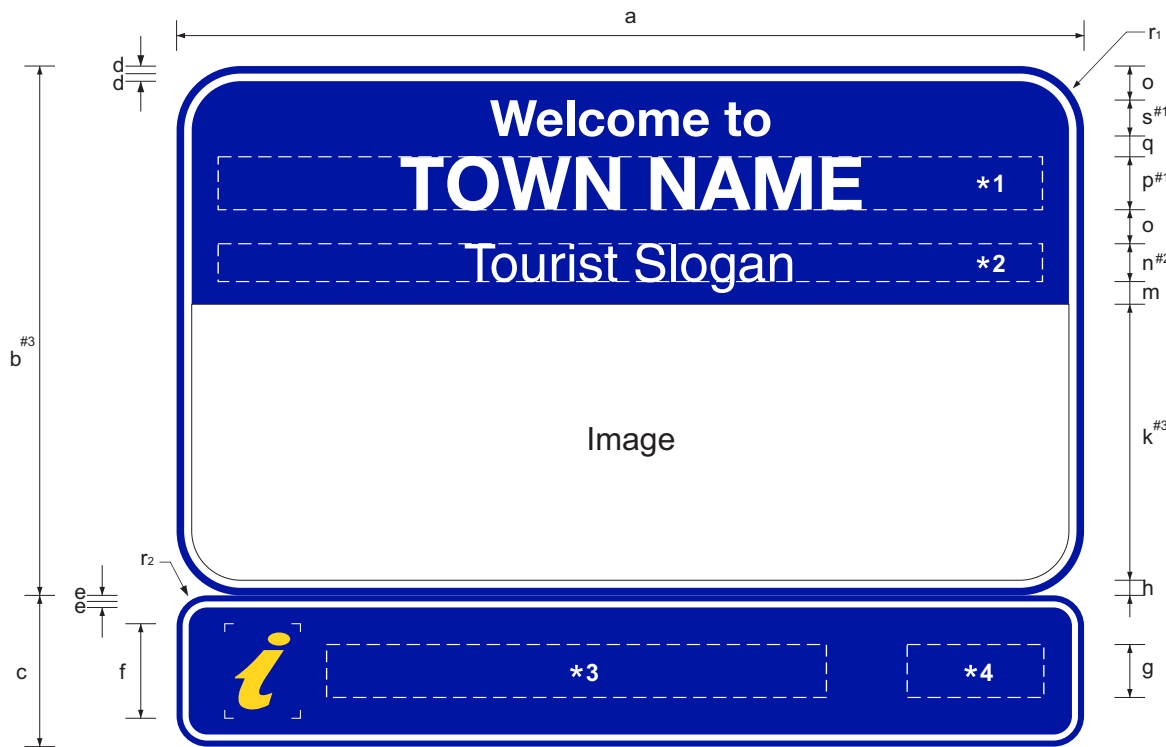 a
r1
d
d
o
s#1
q
p#1
o
n#2
m
k#3
h
b#3
Welcome to
TOWN NAME
*1
Tourist Slogan
*2
Image
r2
e
e
c
f
i
*3
*4
g